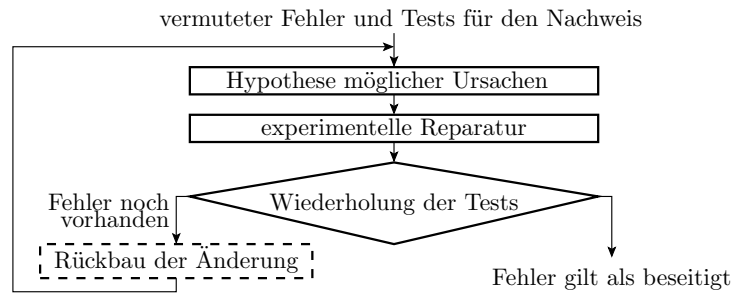 vermuteter Fehler und Tests für den Nachweis
Hypothese möglicher Ursachen
experimentelle Reparatur
Wiederholung der Tests
Fehler noch
vorhanden
Rückbau der Änderung
Fehler gilt als beseitigt